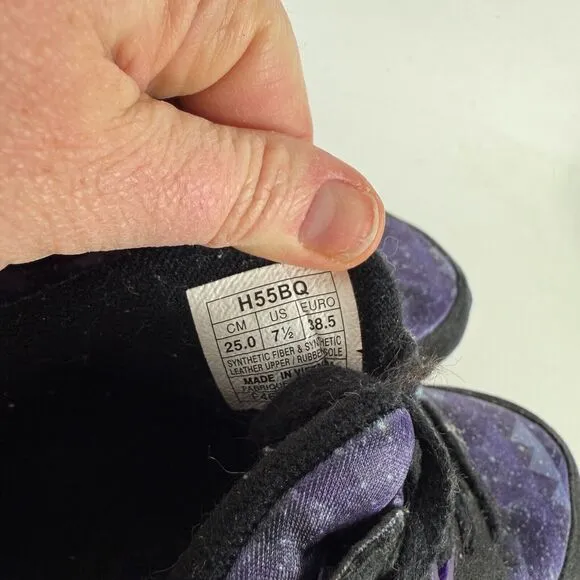 H55BQ
CM US EURO
25.0 7½ 38.5
SYNTHETIC FIBER & SYNTHETIC
LEATHER UPPER / RUBBER SOLE
MADE IN